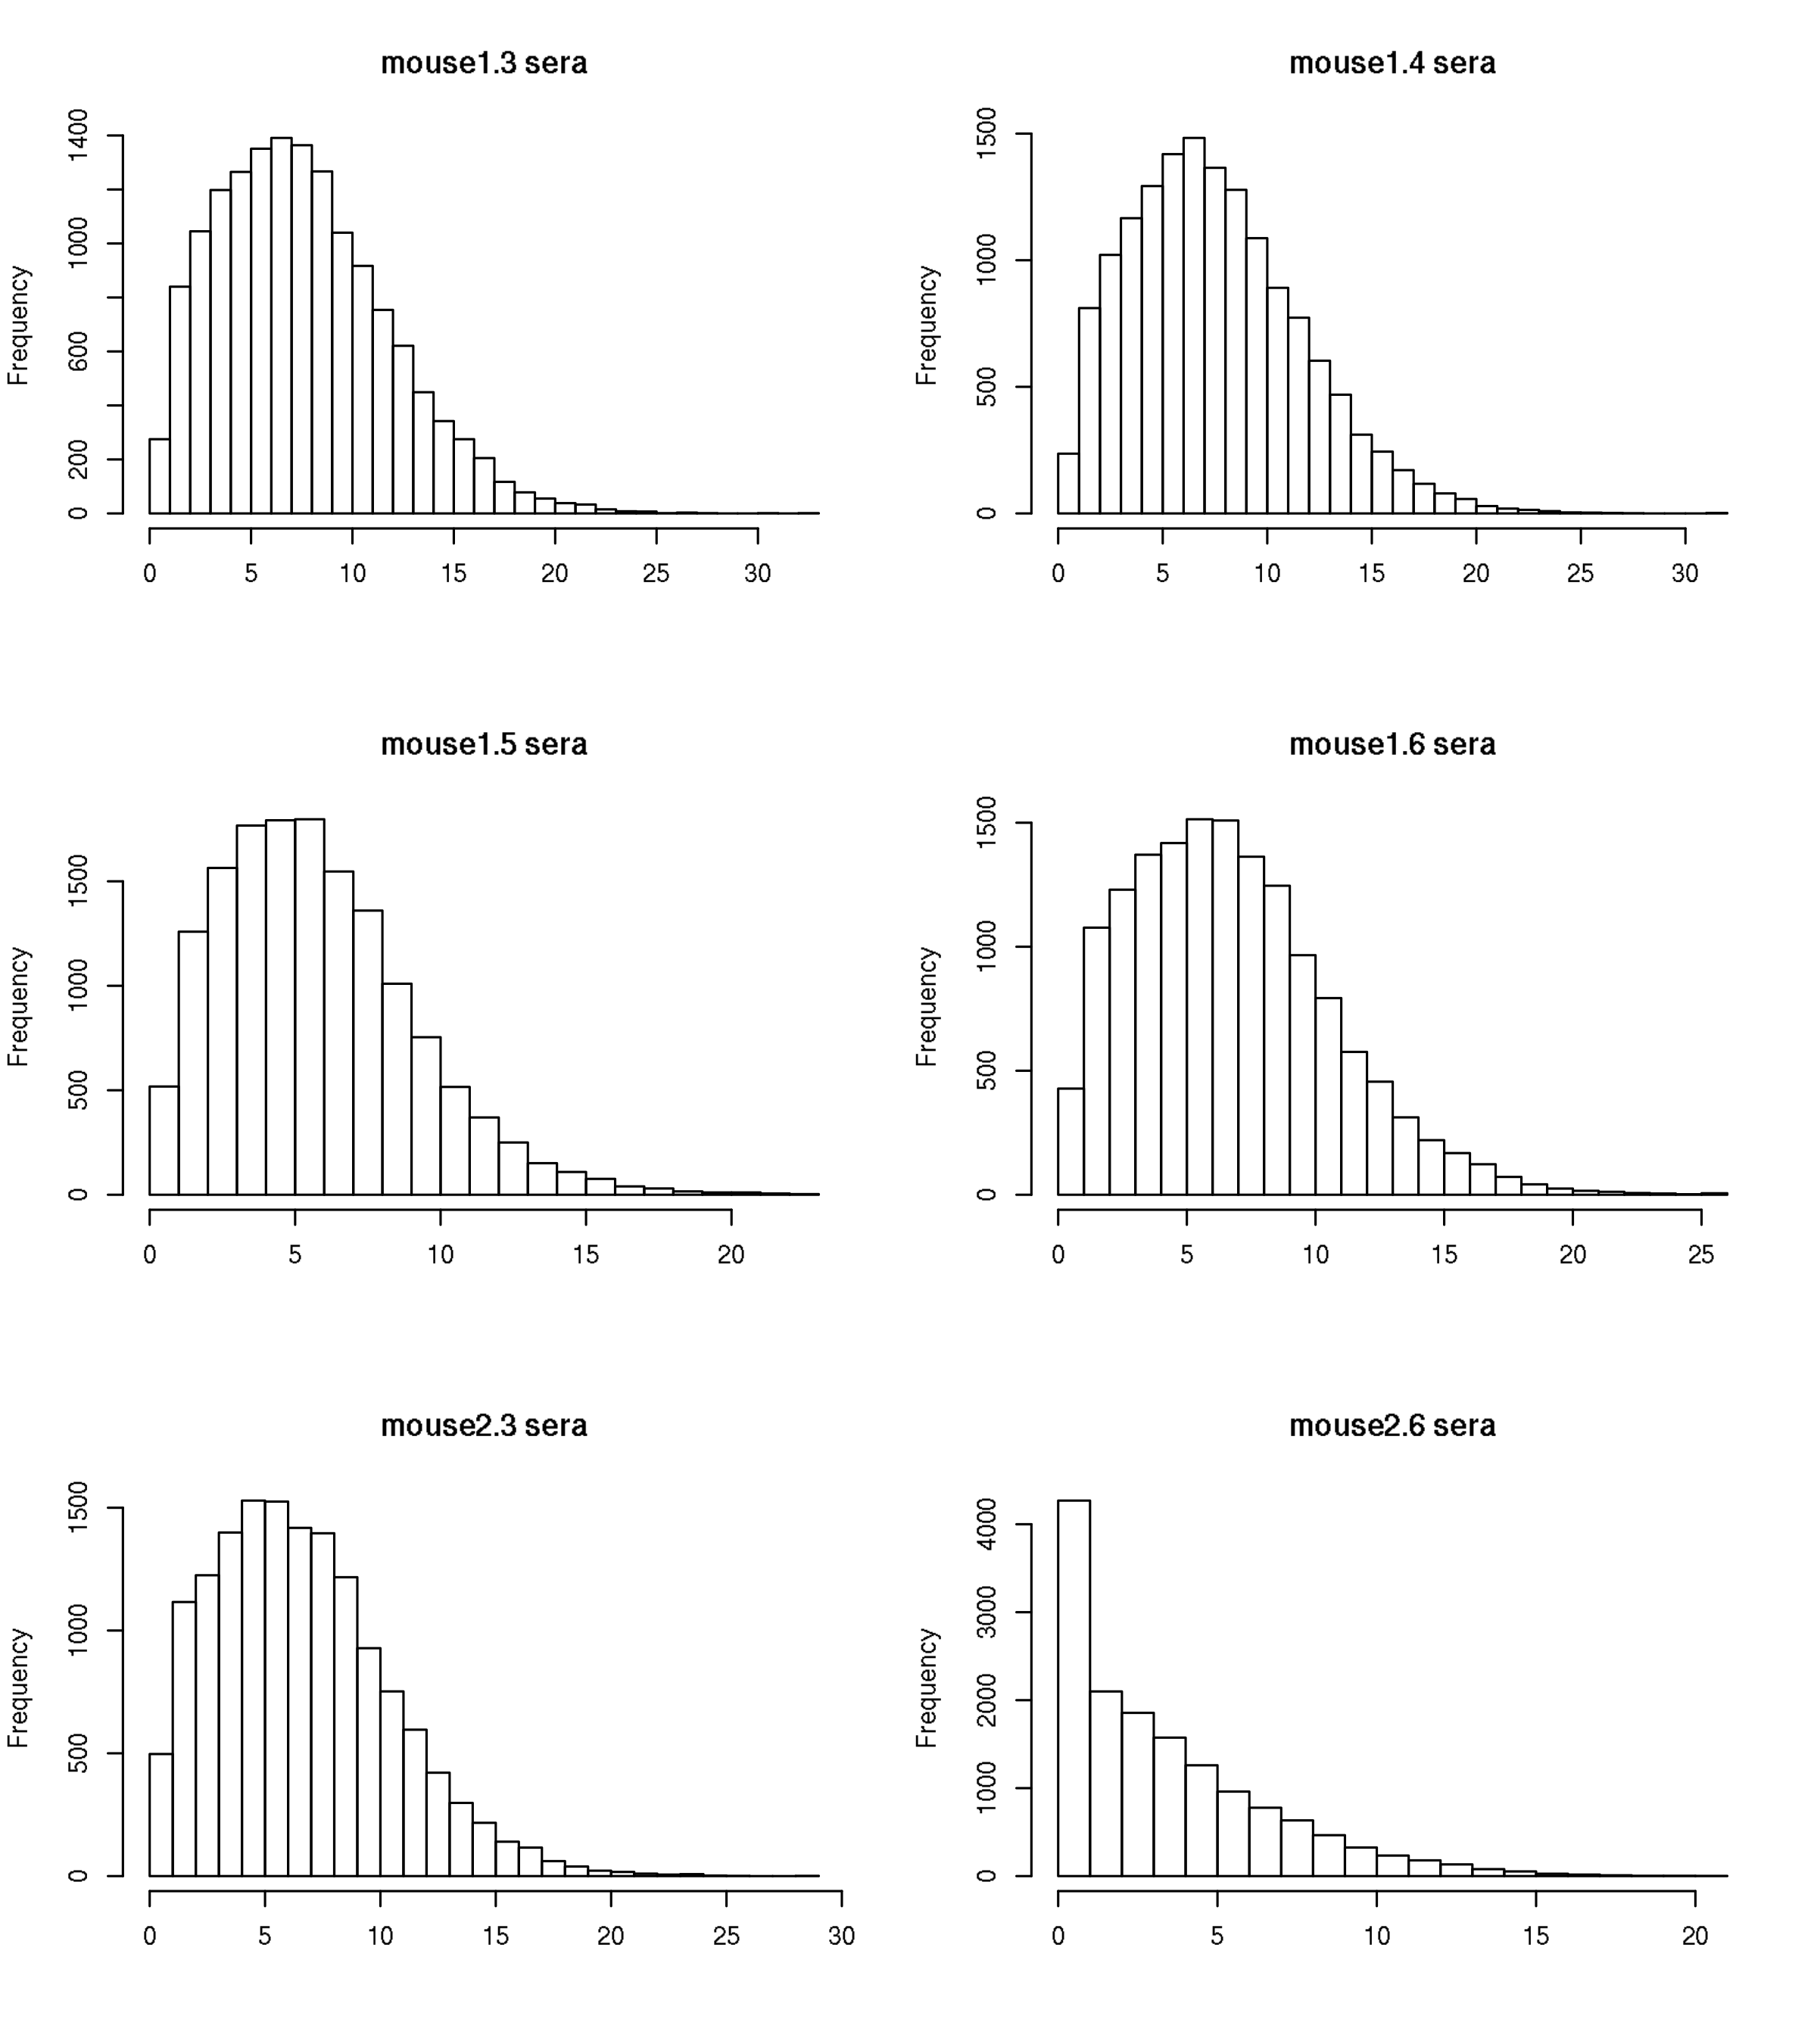 mouse1.3 sera
Frequency
0 200 600 1000 1400
0 5 10 15 20 25 30
mouse1.4 sera
Frequency
0 500 1000 1500
0 5 10 15 20 25 30
mouse1.5 sera
Frequency
0 500 1000 1500
0 5 10 15 20
mouse1.6 sera
Frequency
0 500 1000 1500
0 5 10 15 20 25
mouse2.3 sera
Frequency
0 500 1000 1500
0 5 10 15 20 25 30
mouse2.6 sera
Frequency
0 1000 2000 3000 4000
0 5 10 15 20